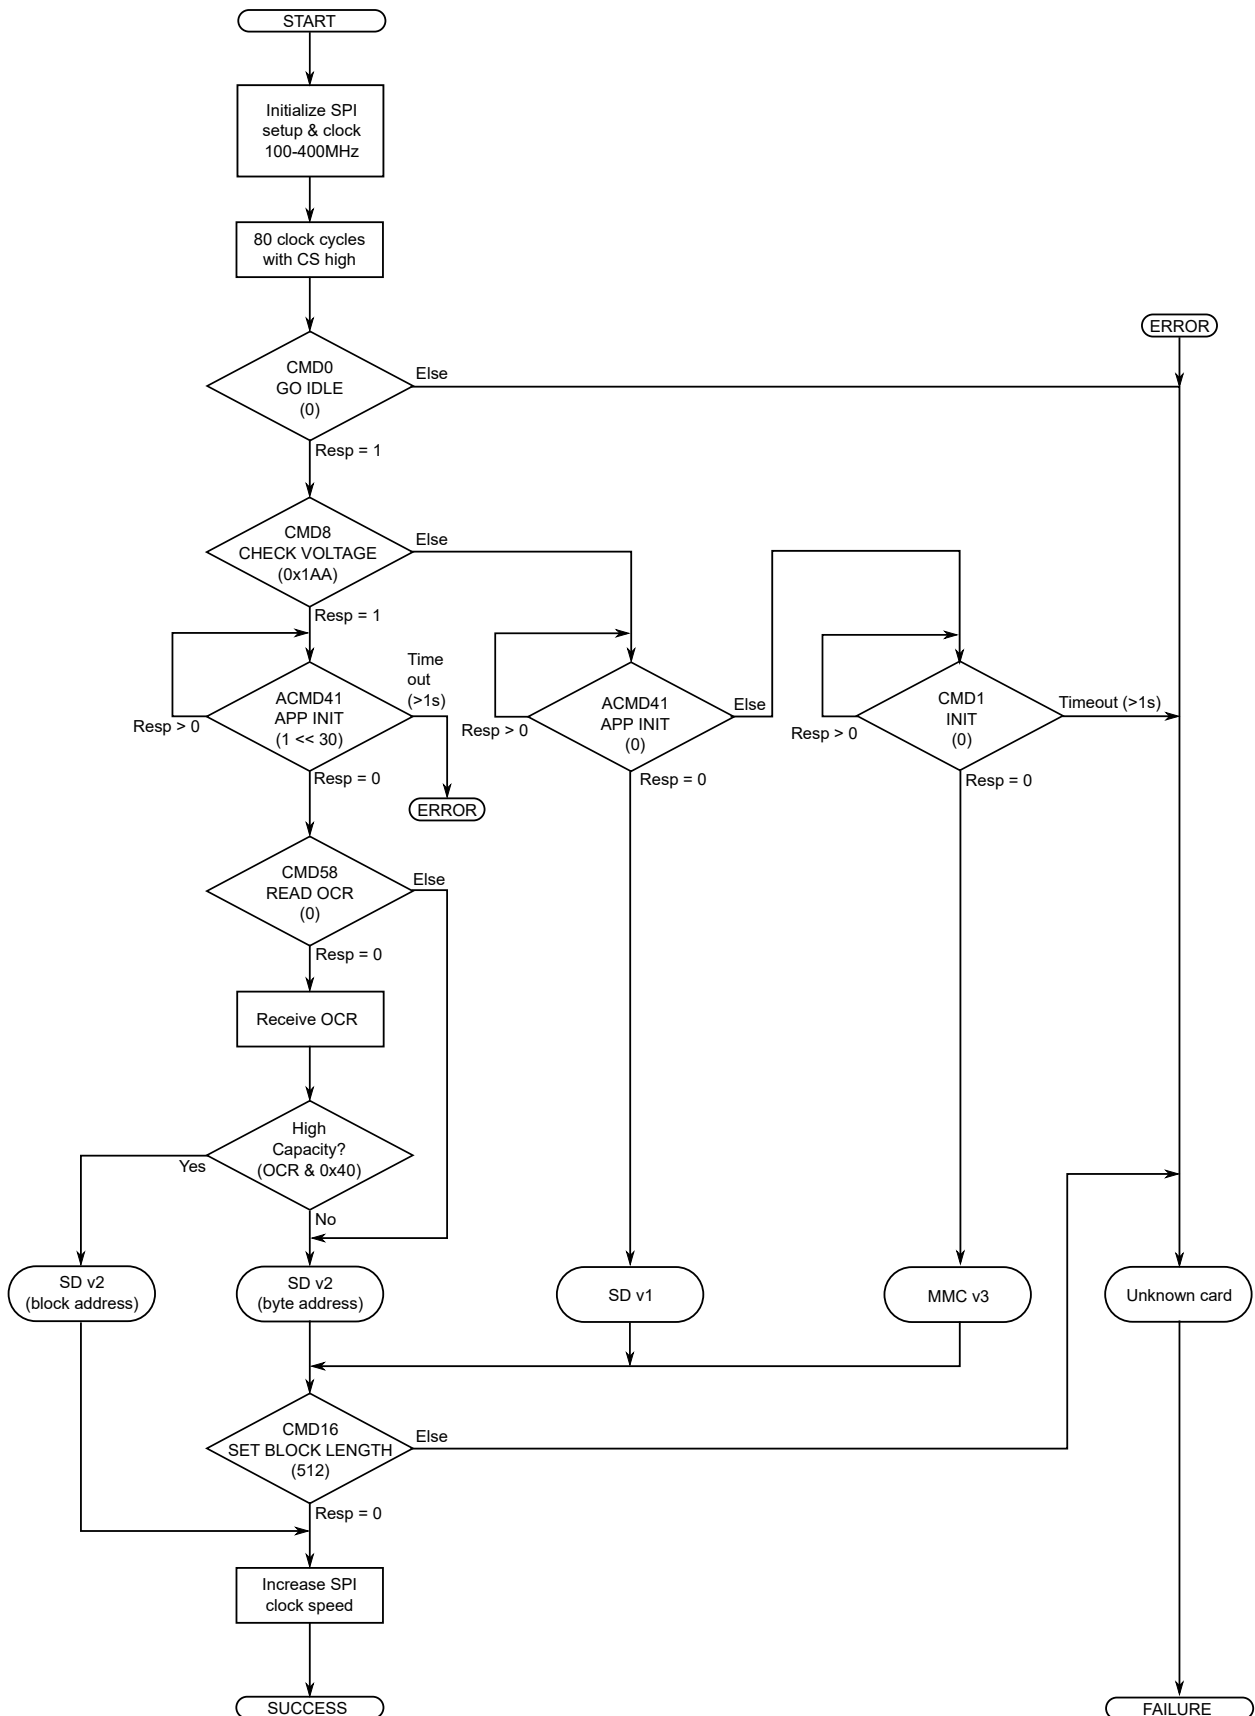 START
Initialize SPI
setup & clock
100-400MHz
80 clock cycles
with CS high
ERROR
CMD0
GO IDLE
(0)
Else
Resp = 1
CMD8
CHECK VOLTAGE
(0x1AA)
Else
Resp = 1
Time
out
(>1s)
ACMD41
APP INIT
(1 << 30)
Resp > 0
Resp = 0
ERROR
ACMD41
APP INIT
(0)
Else
Resp > 0
Resp = 0
CMD1
INIT
(0)
Timeout (>1s)
Resp > 0
Resp = 0
CMD58
READ OCR
(0)
Else
Resp = 0
Receive OCR
High
Capacity?
(OCR & 0x40)
Yes
No
SD v2
(block address)
SD v2
(byte address)
SD v1
MMC v3
Unknown card
CMD16
SET BLOCK LENGTH
(512)
Else
Resp = 0
Increase SPI
clock speed
SUCCESS
FAILURE